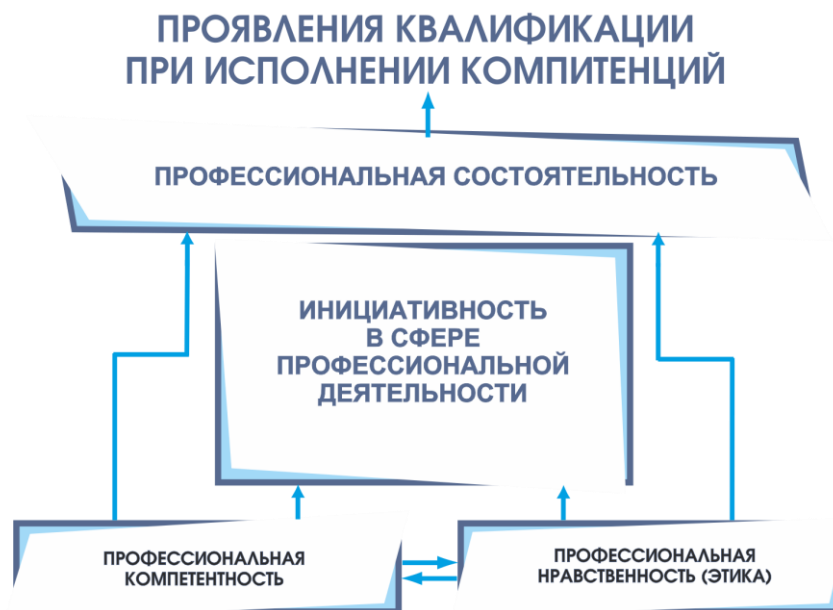 ПРОЯВЛЕНИЯ КВАЛИФИКАЦИИ
ПРИ ИСПОЛНЕНИИ КОМПИТЕНЦИЙ
ПРОФЕССИОНАЛЬНАЯ СОСТОЯТЕЛЬНОСТЬ
ИНИЦИАТИВНОСТЬ
В СФЕРЕ
ПРОФЕССИОНАЛЬНОЙ
ДЕЯТЕЛЬНОСТИ
ПРОФЕССИОНАЛЬНАЯ
КОМПЕТЕНТНОСТЬ
ПРОФЕССИОНАЛЬНАЯ
НРАВСТВЕННОСТЬ (ЭТИКА)